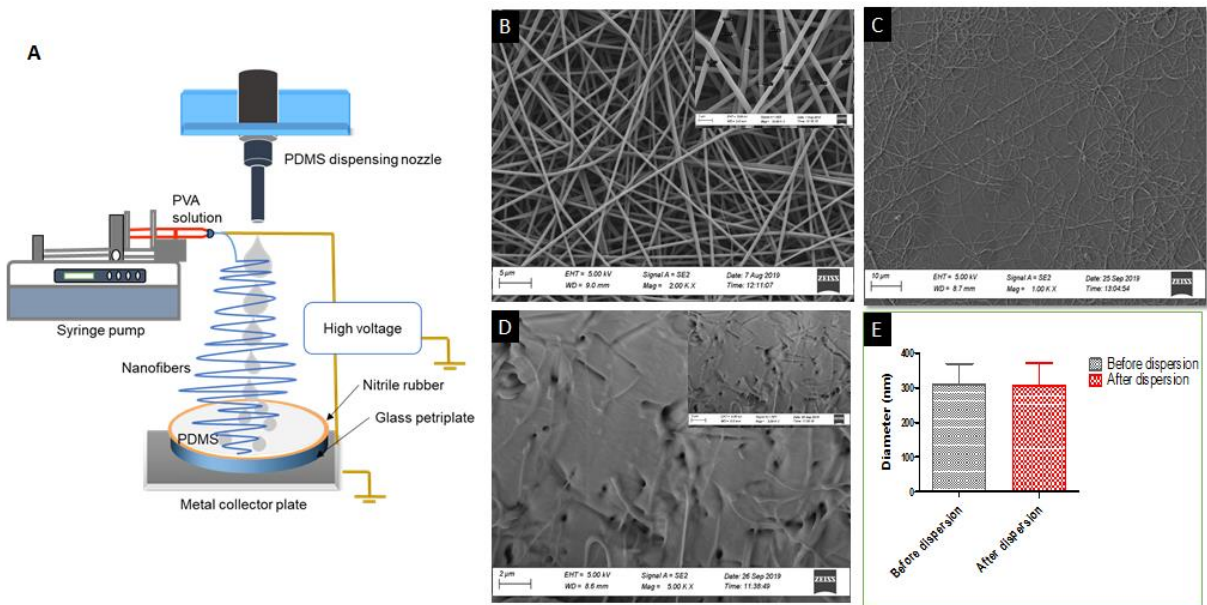 A
PDMS dispensing nozzle
PVA
solution
Syringe pump
High voltage
Nanofibers
Nitrile rubber
Glass petriplate
PDMS
Metal collector plate
B
5 µm
EHT = 5.00 kV
WD = 9.0 mm
Signal A = SE2
Mag = 2.00 K X
Date: 7 Aug 2019
Time: 12:11:07
ZEISS
C
10 µm
EHT = 5.00 kV
WD = 8.7 mm
Signal A = SE2
Mag = 1.00 K X
Date: 25 Sep 2019
Time: 13:04:54
ZEISS
D
2 µm
EHT = 5.00 kV
WD = 8.6 mm
Signal A = SE2
Mag = 5.00 K X
Date: 26 Sep 2019
Time: 11:38:49
ZEISS
E
Diameter (nm)
400
300
200
100
0
Before dispersion
After dispersion
Before dispersion
After dispersion